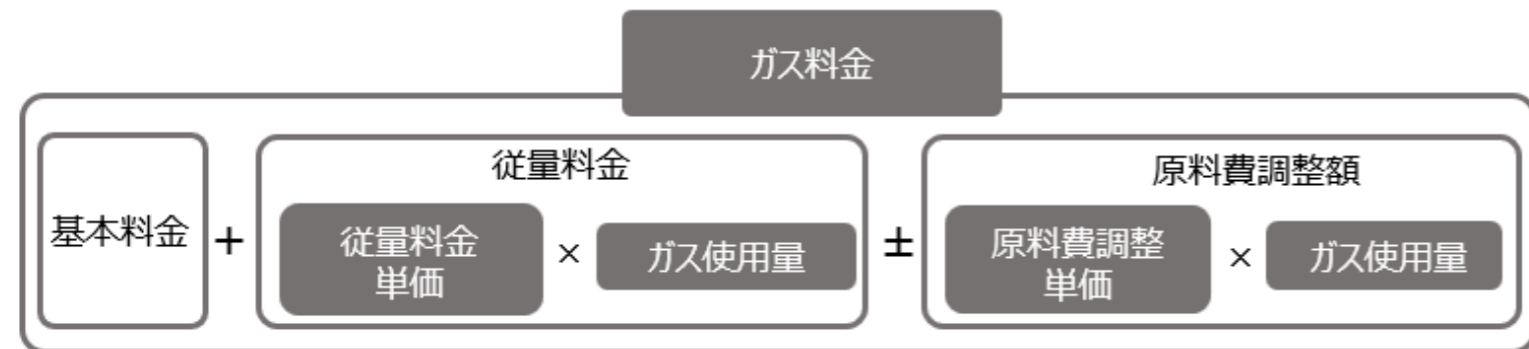 ガス料金
基本料金
+
従量料金
従量料金
単価
×
ガス使用量
±
原料費調整額
原料費調整
単価
×
ガス使用量